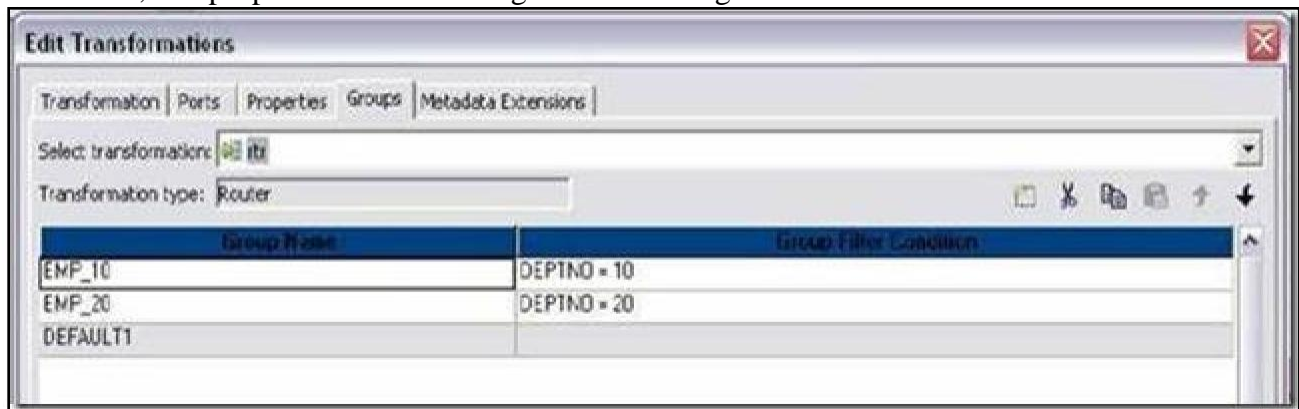 Edit Transformations
Transformation Ports Properties Groups Metadata Extensions
Select transformation: rtr
Transformation type: Router
Group Name Group Filter Condition
EMP_10 DEPTNO = 10
EMP_20 DEPTNO = 20
DEFAULT1